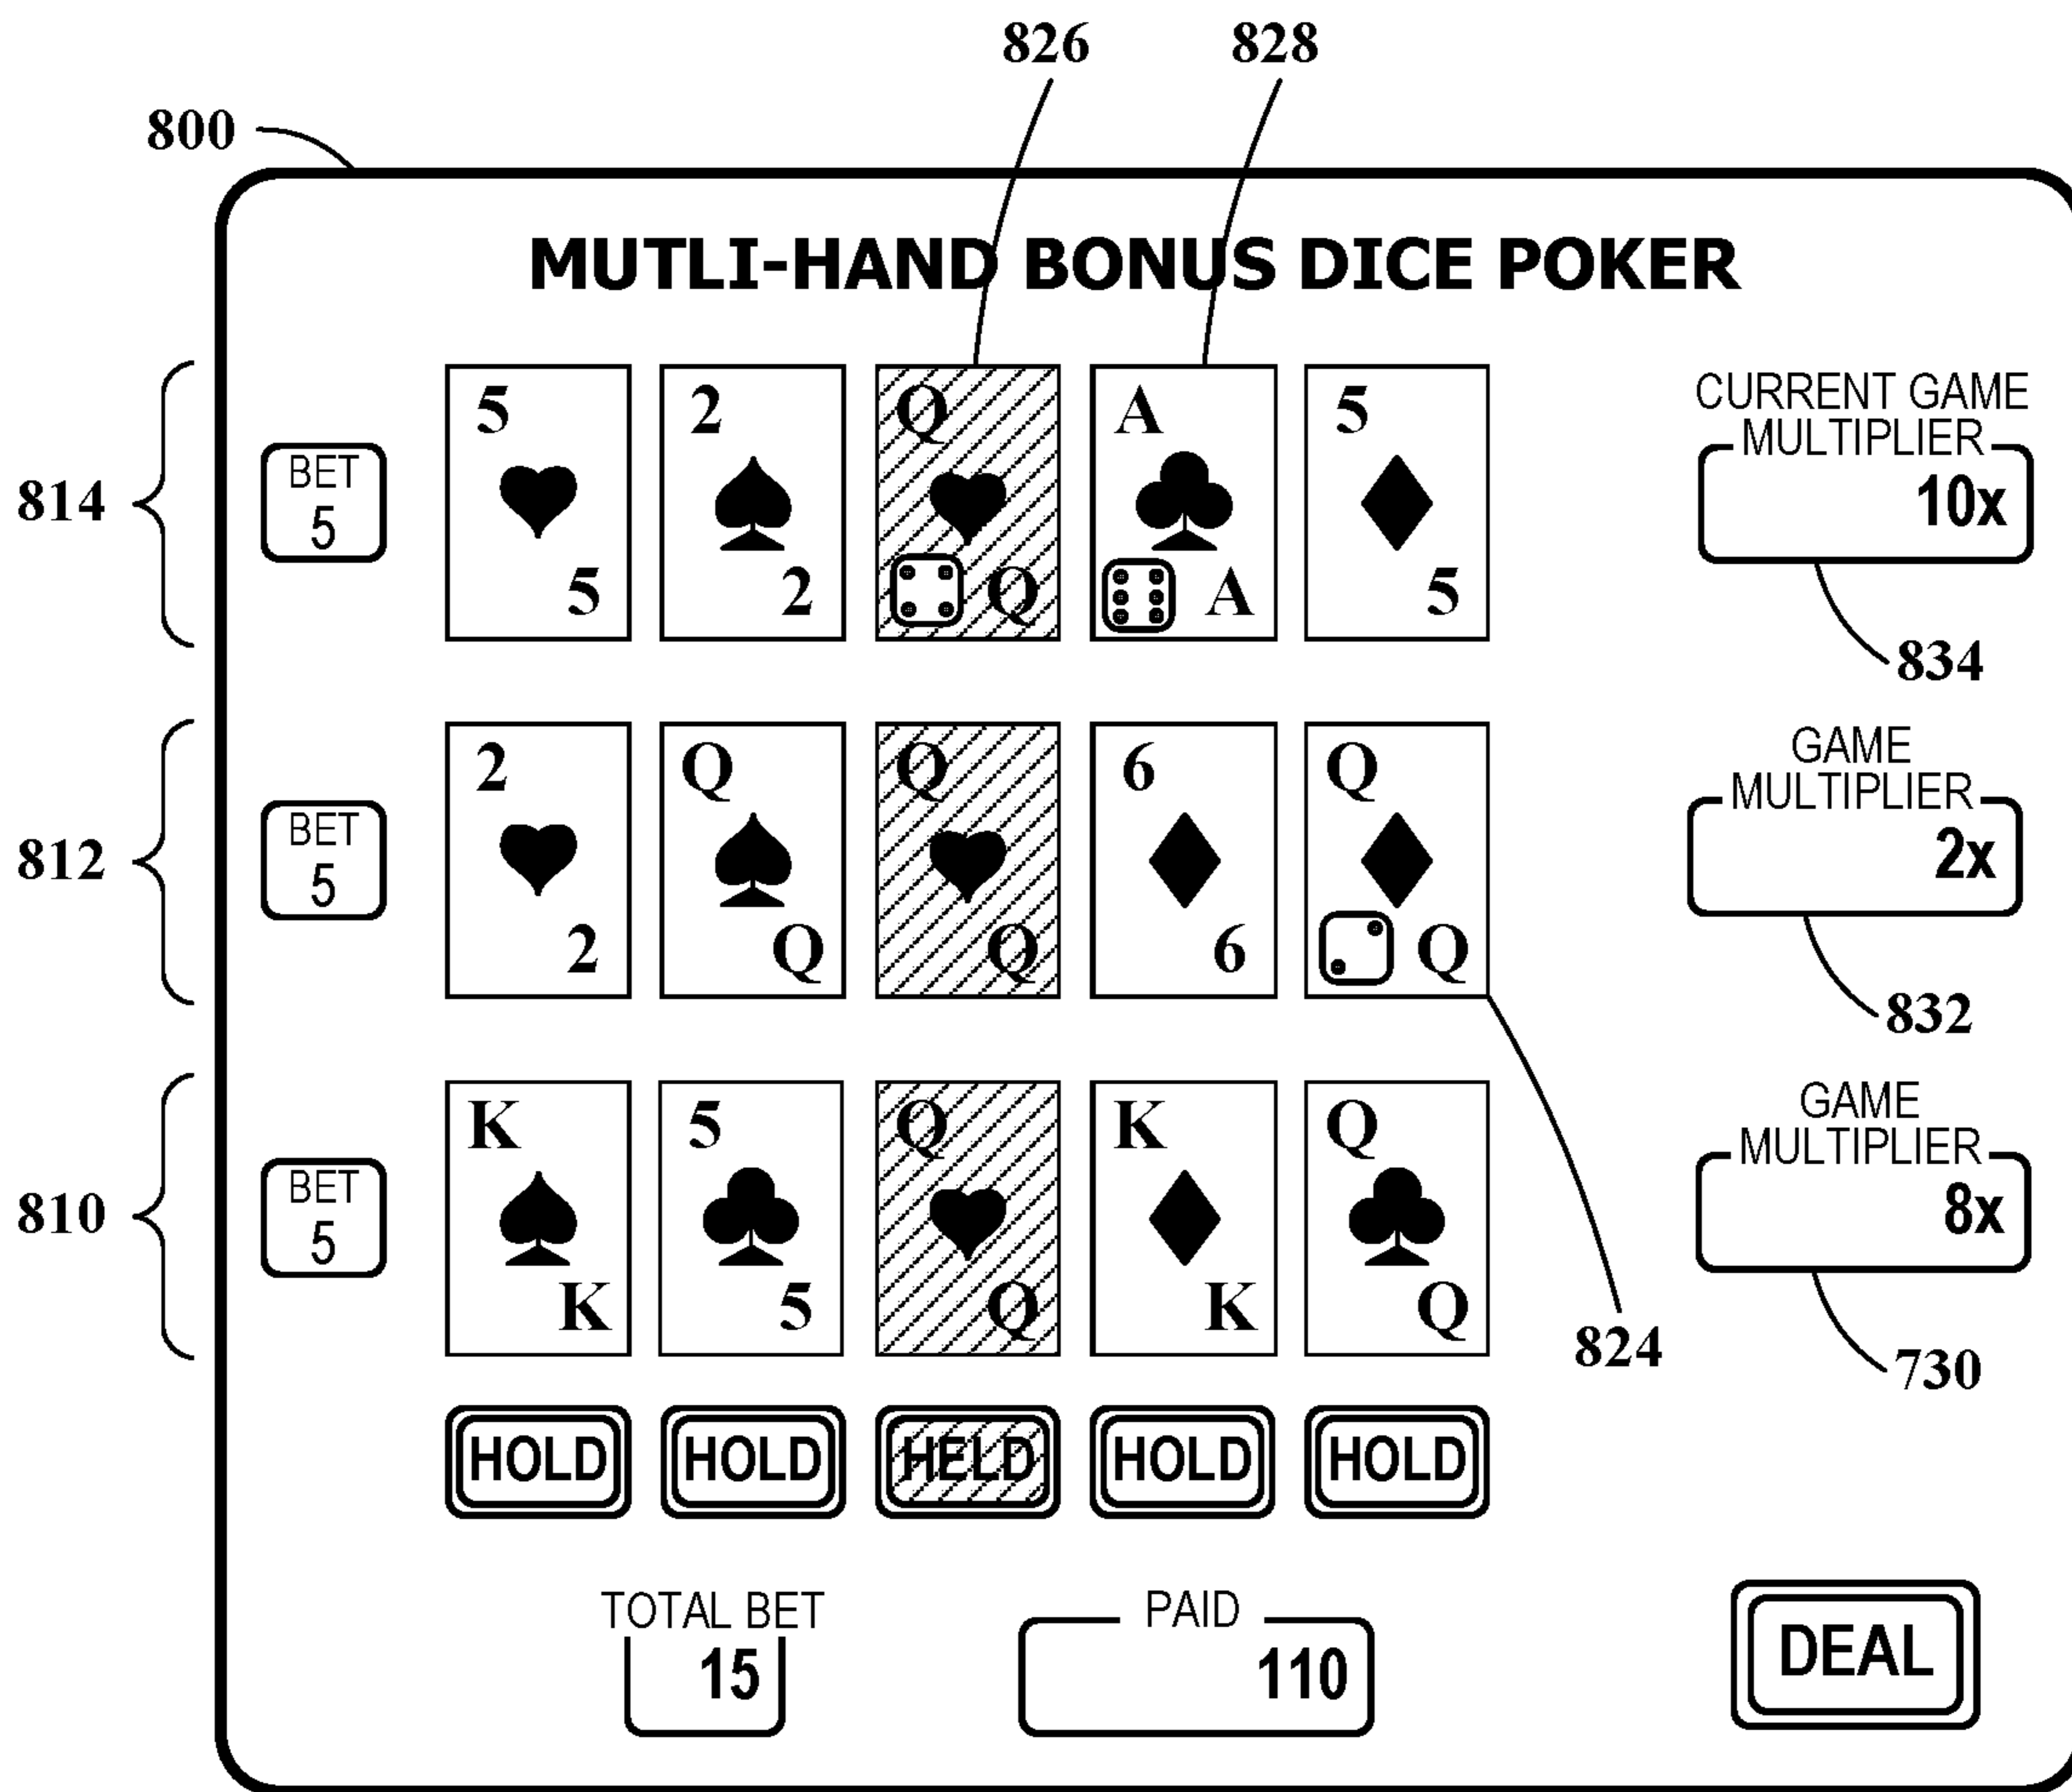 826 828
800
MUTLI-HAND BONUS DICE POKER
814
BET
5
5 2 Q A 5
5 2 Q A 5
CURRENT GAME
MULTIPLIER
10x
834
812
BET
5
2 Q Q 6 Q
2 Q Q 6 Q
GAME
MULTIPLIER
2x
832
810
BET
5
K 5 Q K Q
K 5 Q K Q
GAME
MULTIPLIER
8x
824
730
HOLD HOLD HELD HOLD HOLD
TOTAL BET
15
PAID
110
DEAL